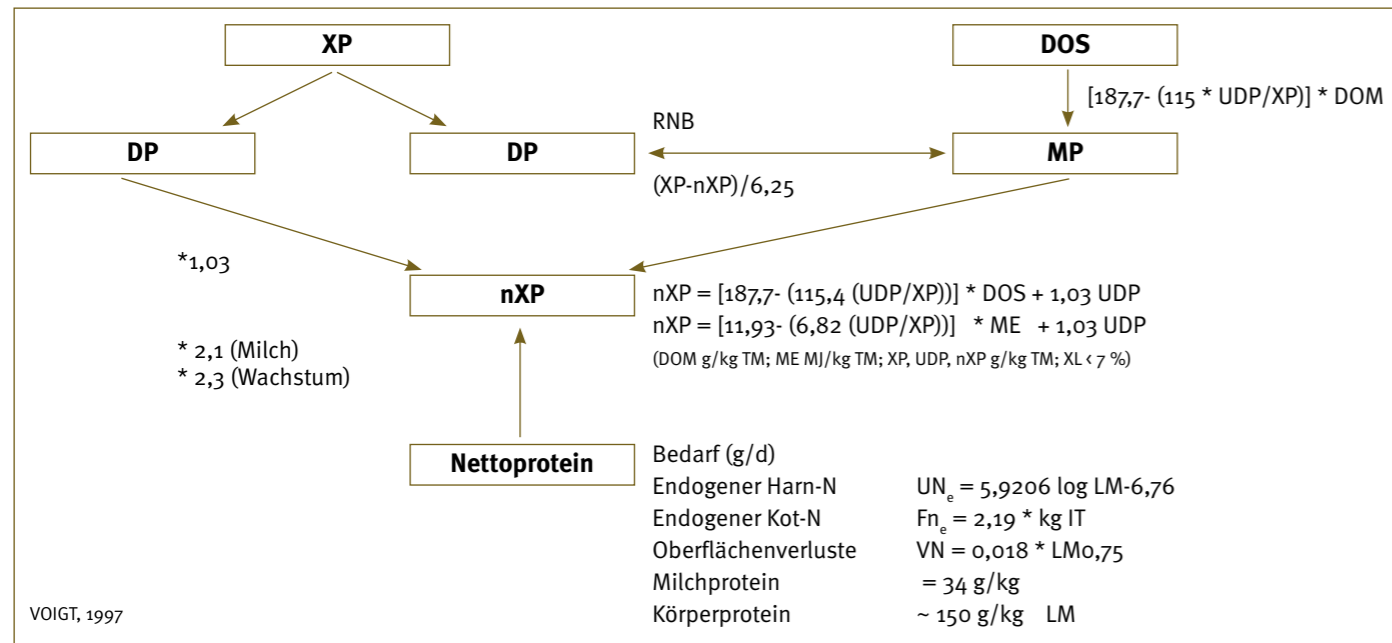 XP
DOS
[187,7- (115 * UDP/XP)] * DOM
RNB
DP
DP
MP
(XP-nXP)/6,25
*1,03
nXP
nXP = [187,7- (115,4 (UDP/XP))] * DOS + 1,03 UDP
nXP = [11,93- (6,82 (UDP/XP))] * ME + 1,03 UDP
(DOM g/kg TM; ME MJ/kg TM; XP, UDP, nXP g/kg TM; XL < 7 %)
* 2,1 (Milch)
* 2,3 (Wachstum)
Nettoprotein
Bedarf (g/d)
Endogener Harn-N UNe = 5,9206 log LM-6,76
Endogener Kot-N Fne = 2,19 * kg IT
Oberflächenverluste VN = 0,018 * LM0,75
Milchprotein = 34 g/kg
Körperprotein ~ 150 g/kg LM
VOIGT, 1997